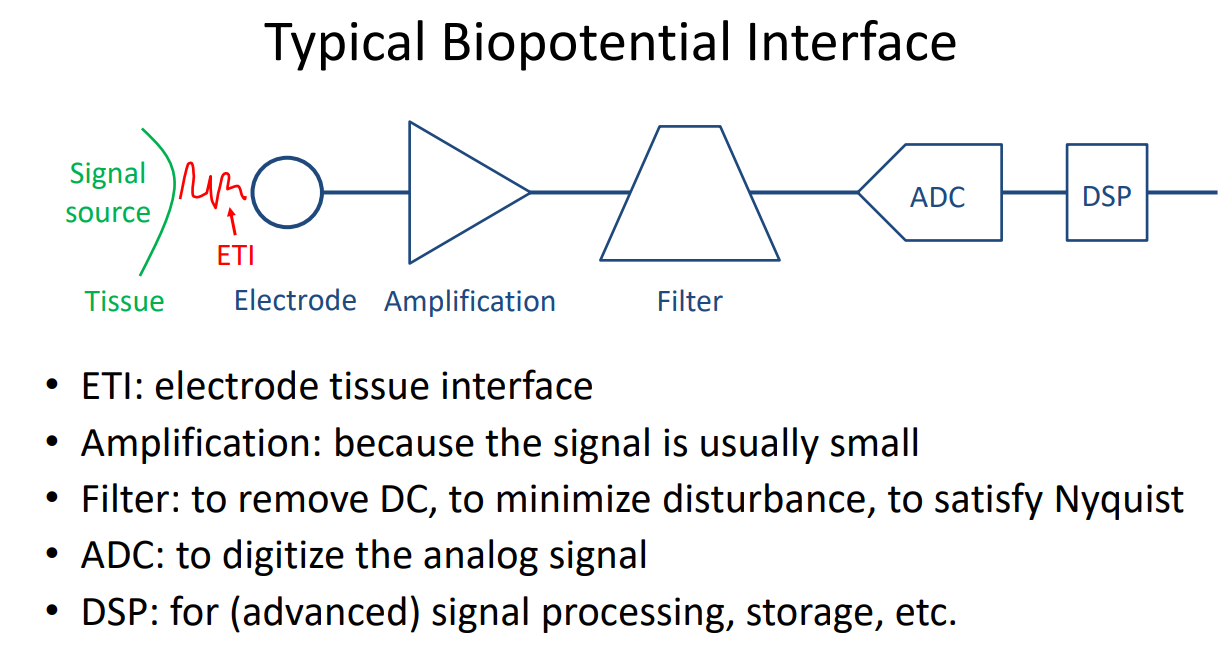 Typical Biopotential Interface
Signal
source
ETI
ADC
DSP
Tissue
Electrode
Amplification
Filter
• ETI: electrode tissue interface
• Amplification: because the signal is usually small
• Filter: to remove DC, to minimize disturbance, to satisfy Nyquist
• ADC: to digitize the analog signal
• DSP: for (advanced) signal processing, storage, etc.